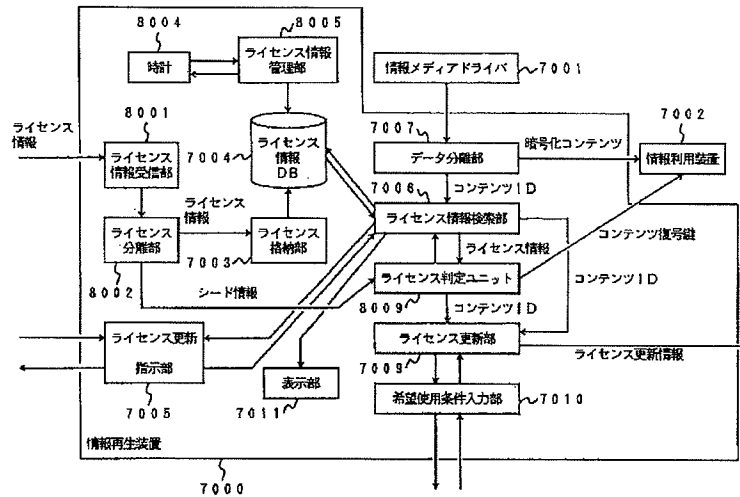 8004
8005
時計
ライセンス情報
管理部
情報メディアドライバ
7001
ライセンス
情報
8001
ライセンス
情報受信部
7004
ライセンス
情報
DB
7007
データ分離部
暗号化コンテンツ
7002
情報利用装置
7006
コンテンツID
ライセンス情報検索部
ライセンス
分離部
8002
ライセンス
情報
ライセンス
格納部
7003
ライセンス情報
コンテンツ復号鍵
シード情報
ライセンス判定ユニット
8009
コンテンツID
コンテンツID
ライセンス更新
指示部
7005
ライセンス更新部
7009
ライセンス更新情報
表示部
7011
希望使用条件入力部
7010
情報再生装置
7000